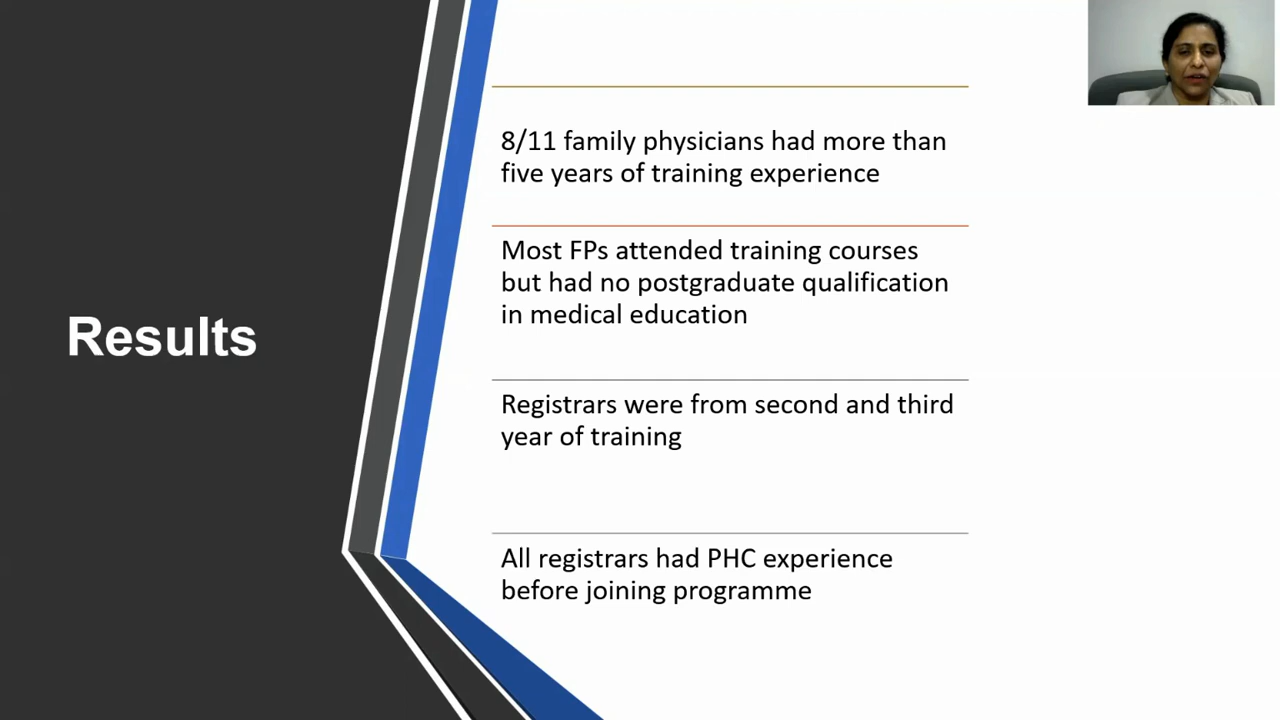 Results
8/11 family physicians had more than
five years of training experience
Most FPs attended training courses
but had no postgraduate qualification
in medical education
Registrars were from second and third
year of training
All registrars had PHC experience
before joining programme